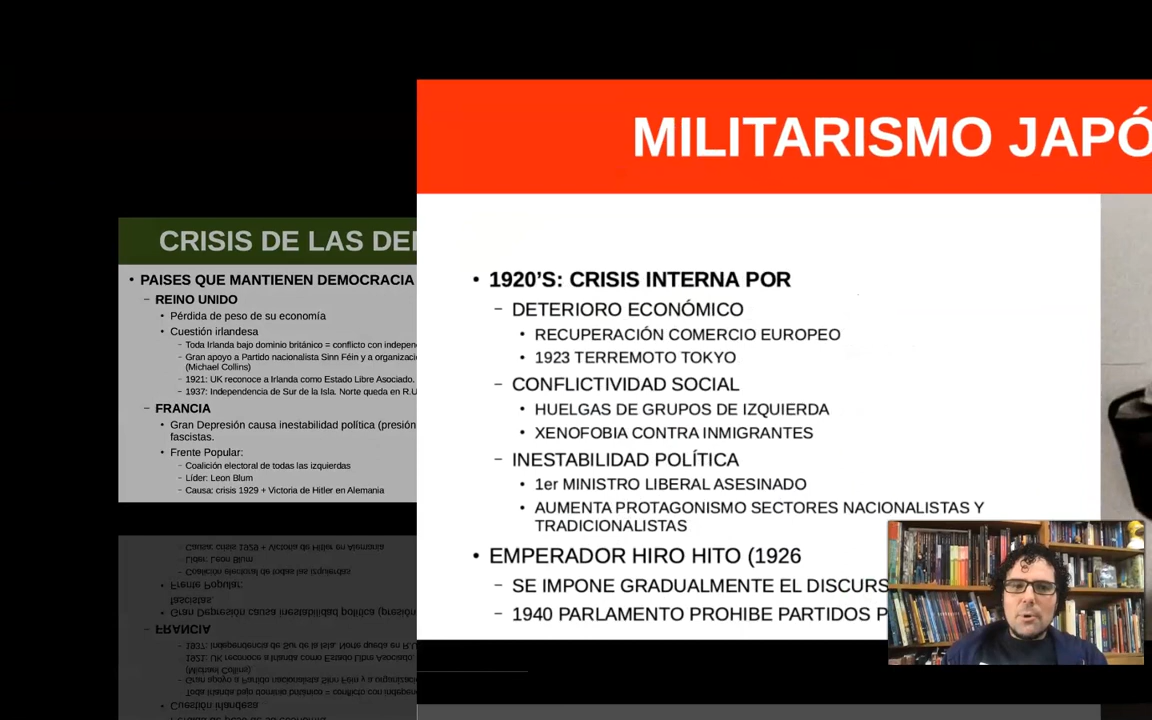 MILITARISMO JAPÓ
• 1920'S: CRISIS INTERNA POR
– DETERIORO ECONÓMICO
• RECUPERACIÓN COMERCIO EUROPEO
• 1923 TERREMOTO TOKYO
– CONFLICTIVIDAD SOCIAL
• HUELGAS DE GRUPOS DE IZQUIERDA
• XENOFOBIA CONTRA INMIGRANTES
– INESTABILIDAD POLÍTICA
• 1er MINISTRO LIBERAL ASESINADO
• AUMENTA PROTAGONISMO SECTORES NACIONALISTAS Y
TRADICIONALISTAS
• EMPERADOR HIRO HITO (1926
– SE IMPONE GRADUALMENTE EL DISCURS
– 1940 PARLAMENTO PROHIBE PARTIDOS P
CRISIS DE LAS DE
• PAISES QUE MANTIENEN DEMOCRACIA
– REINO UNIDO
• Pérdida de peso de su economía
• Cuestión irlandesa
– Toda Irlanda bajo dominio británico = conflicto con indepen
– Gran apoyo a Partido nacionalista Sinn Féin y a organizaci
(Michael Collins)
– 1921: UK reconoce a Irlanda como Estado Libre Asociado.
– 1937: Independencia de Sur de la Isla. Norte queda en R.U
– FRANCIA
• Gran Depresión causa inestabilidad política (presión
fascistas.
• Frente Popular:
– Coalición electoral de todas las izquierdas
– Líder: Leon Blum
– Causa: crisis 1929 + Victoria de Hitler en Alemania